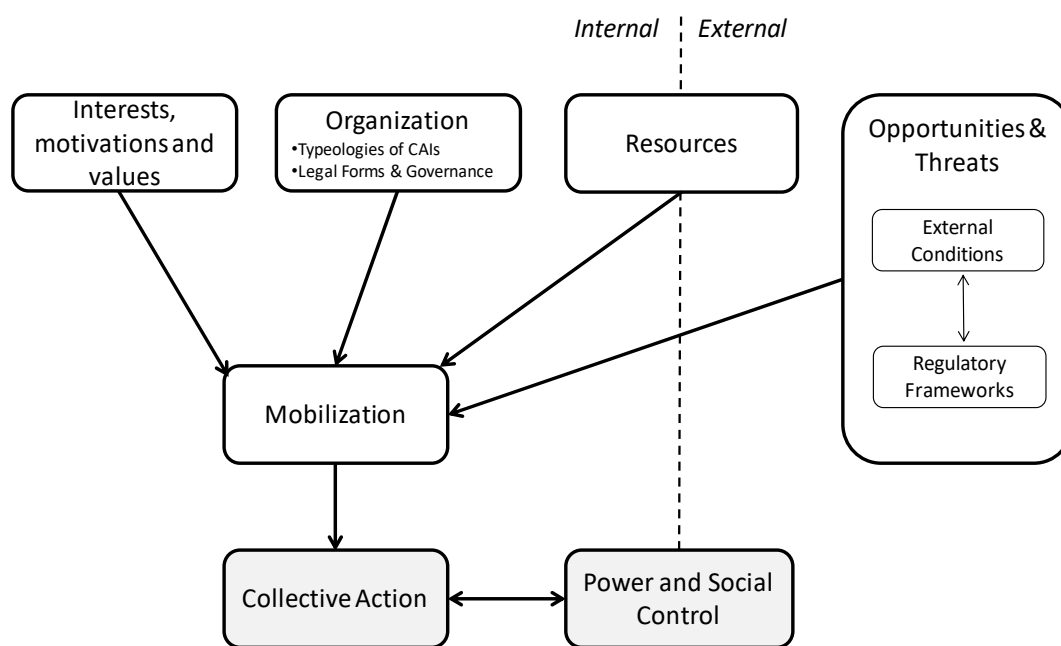 Internal
External
Interests,
motivations and
values
Organization
•Typeologies of CAIs
•Legal Forms & Governance
Resources
Opportunities &
Threats
External
Conditions
Regulatory
Frameworks
Mobilization
Collective Action
Power and Social
Control